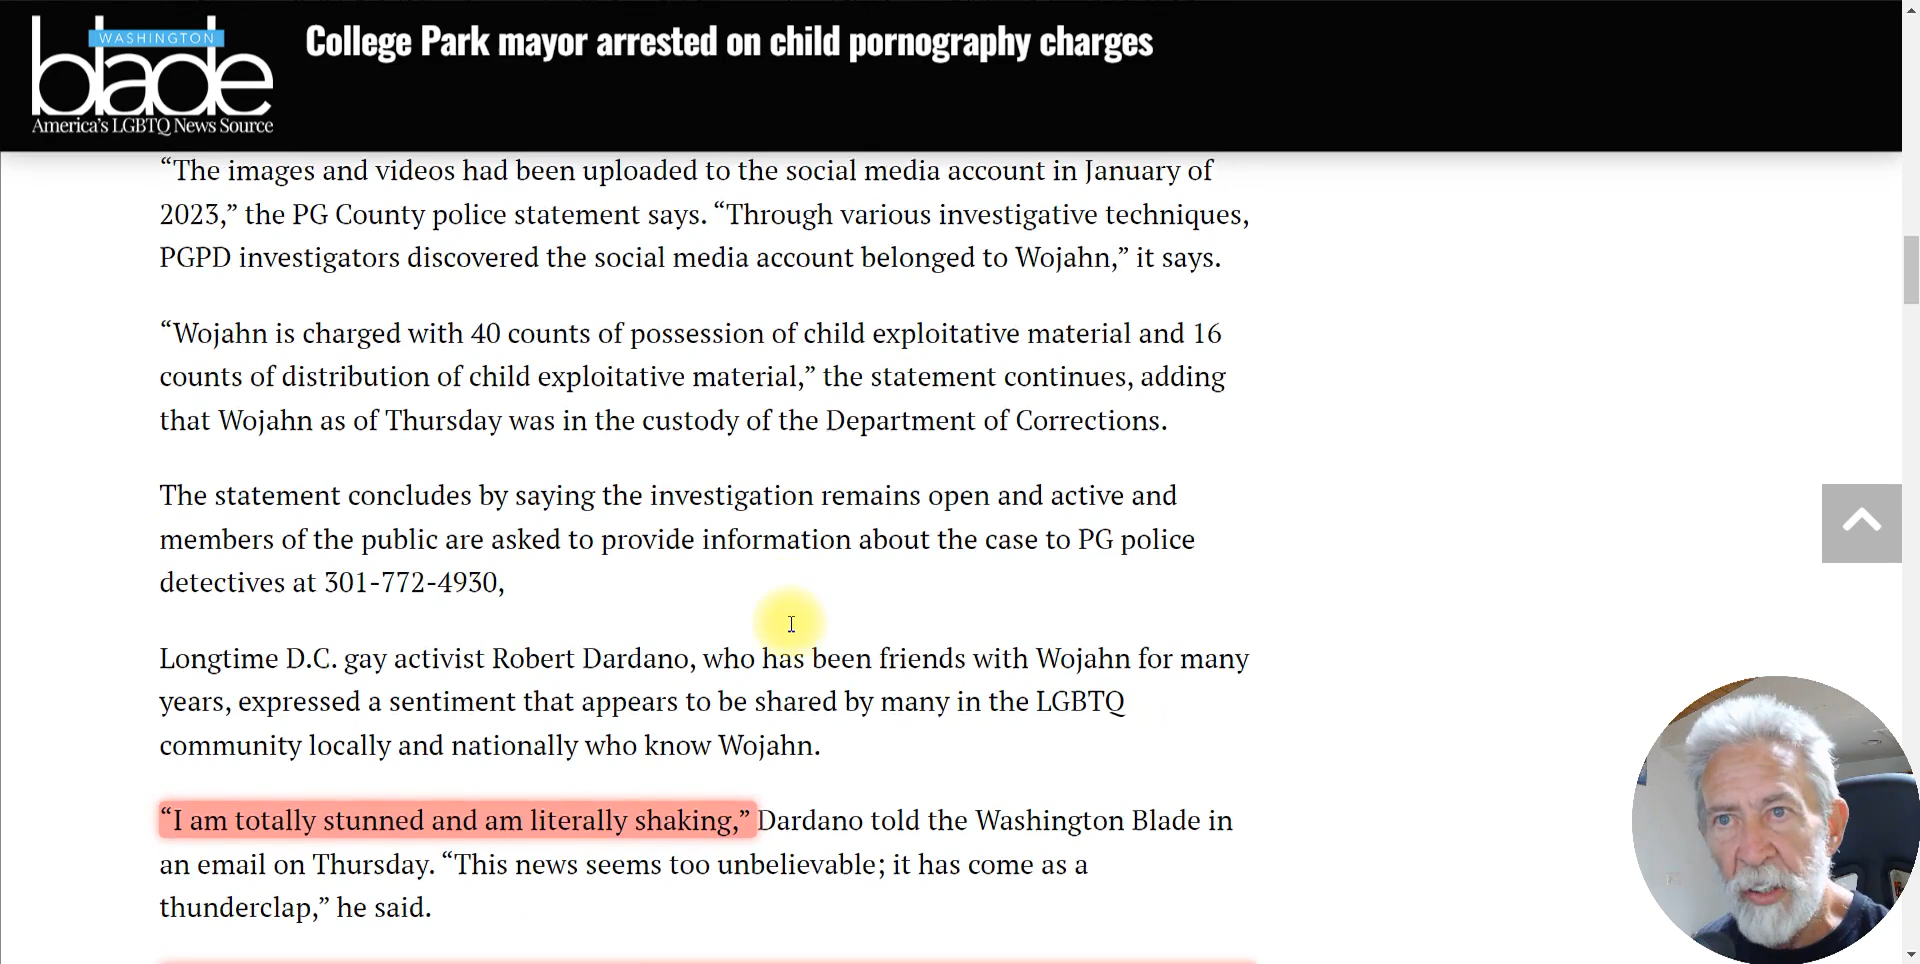 WASHINGTON
blade
America's LGBTQ News Source
College Park mayor arrested on child pornography charges
“The images and videos had been uploaded to the social media account in January of
2023,” the PG County police statement says. “Through various investigative techniques,
PGPD investigators discovered the social media account belonged to Wojahn,” it says.
“Wojahn is charged with 40 counts of possession of child exploitative material and 16
counts of distribution of child exploitative material,” the statement continues, adding
that Wojahn as of Thursday was in the custody of the Department of Corrections.
The statement concludes by saying the investigation remains open and active and
members of the public are asked to provide information about the case to PG police
detectives at 301-772-4930,
Longtime D.C. gay activist Robert Dardano, who has been friends with Wojahn for many
years, expressed a sentiment that appears to be shared by many in the LGBTQ
community locally and nationally who know Wojahn.
“I am totally stunned and am literally shaking,” Dardano told the Washington Blade in
an email on Thursday. “This news seems too unbelievable; it has come as a
thunderclap,” he said.